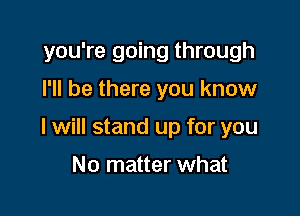 you're going through
I'll be there you know
I will stand up for you
No matter what